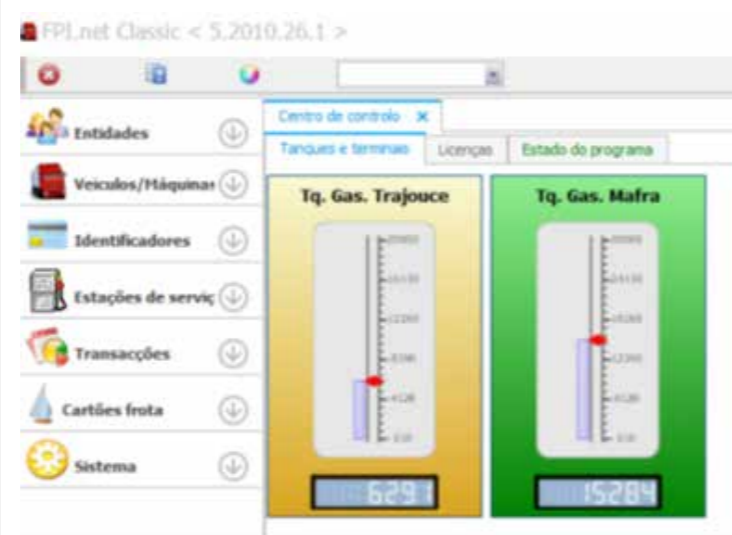 FPI.net Classic < 5.2010.26.1 >
Centro de controlo
Tanques e terminais
Licenças
Estado do programa
Entidades
Veiculos/Máquinas
Identificadores
Estações de serviç
Transacções
Cartões frota
Sistema
Tq. Gas. Trajouce
6291
Tq. Gas. Mafra
15284